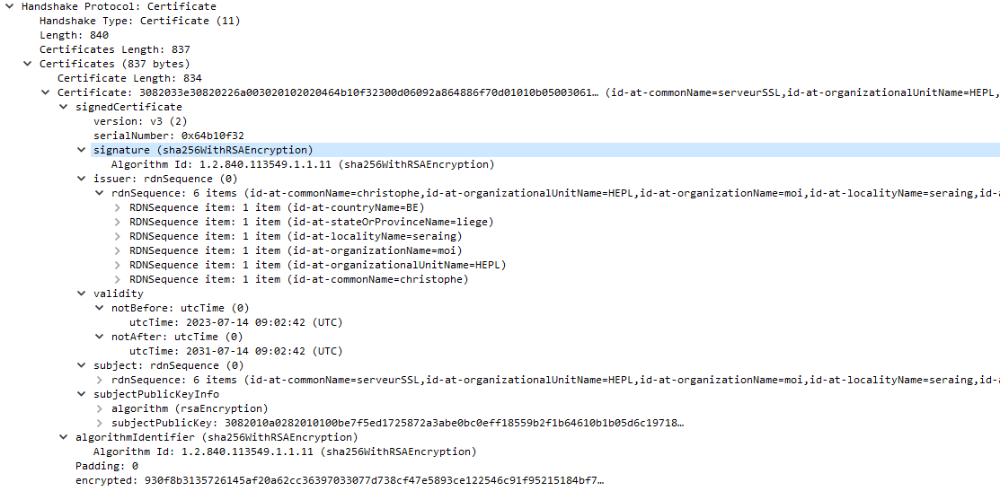 Handshake Protocol: Certificate
Handshake Type: Certificate (11)
Length: 840
Certificates Length: 837
Certificates (837 bytes)
Certificate Length: 834
Certificate: 3082033e30820226a003020102020464b10f32300d06092a864886f70d01010b05003061… (id-at-commonName=serveurSSL,id-at-organizationalUnitName=HEPL,
signedCertificate
version: v3 (2)
serialNumber: 0x64b10f32
signature (sha256WithRSAEncryption)
Algorithm Id: 1.2.840.113549.1.1.11 (sha256WithRSAEncryption)
issuer: rdnSequence (0)
rdnSequence: 6 items (id-at-commonName=christophe,id-at-organizationalUnitName=HEPL,id-at-organizationName=moi,id-at-localityName=seraing,id-a
RDNSequence item: 1 item (id-at-countryName=BE)
RDNSequence item: 1 item (id-at-stateOrProvinceName=liege)
RDNSequence item: 1 item (id-at-localityName=seraing)
RDNSequence item: 1 item (id-at-organizationName=moi)
RDNSequence item: 1 item (id-at-organizationalUnitName=HEPL)
RDNSequence item: 1 item (id-at-commonName=christophe)
validity
notBefore: utcTime (0)
utcTime: 2023-07-14 09:02:42 (UTC)
notAfter: utcTime (0)
utcTime: 2031-07-14 09:02:42 (UTC)
subject: rdnSequence (0)
rdnSequence: 6 items (id-at-commonName=serveurSSL,id-at-organizationalUnitName=HEPL,id-at-organizationName=moi,id-at-localityName=seraing,id-a
subjectPublicKeyInfo
algorithm (rsaEncryption)
subjectPublicKey: 3082010a0282010100be7f5ed1725872a3abe0bc0eff18559b2f1b64610b1b05d6c19718…
algorithmIdentifier (sha256WithRSAEncryption)
Algorithm Id: 1.2.840.113549.1.1.11 (sha256WithRSAEncryption)
Padding: 0
encrypted: 930f8b3135726145af20a62cc36397033077d738cf47e5893ce122546c91f95215184bf7…